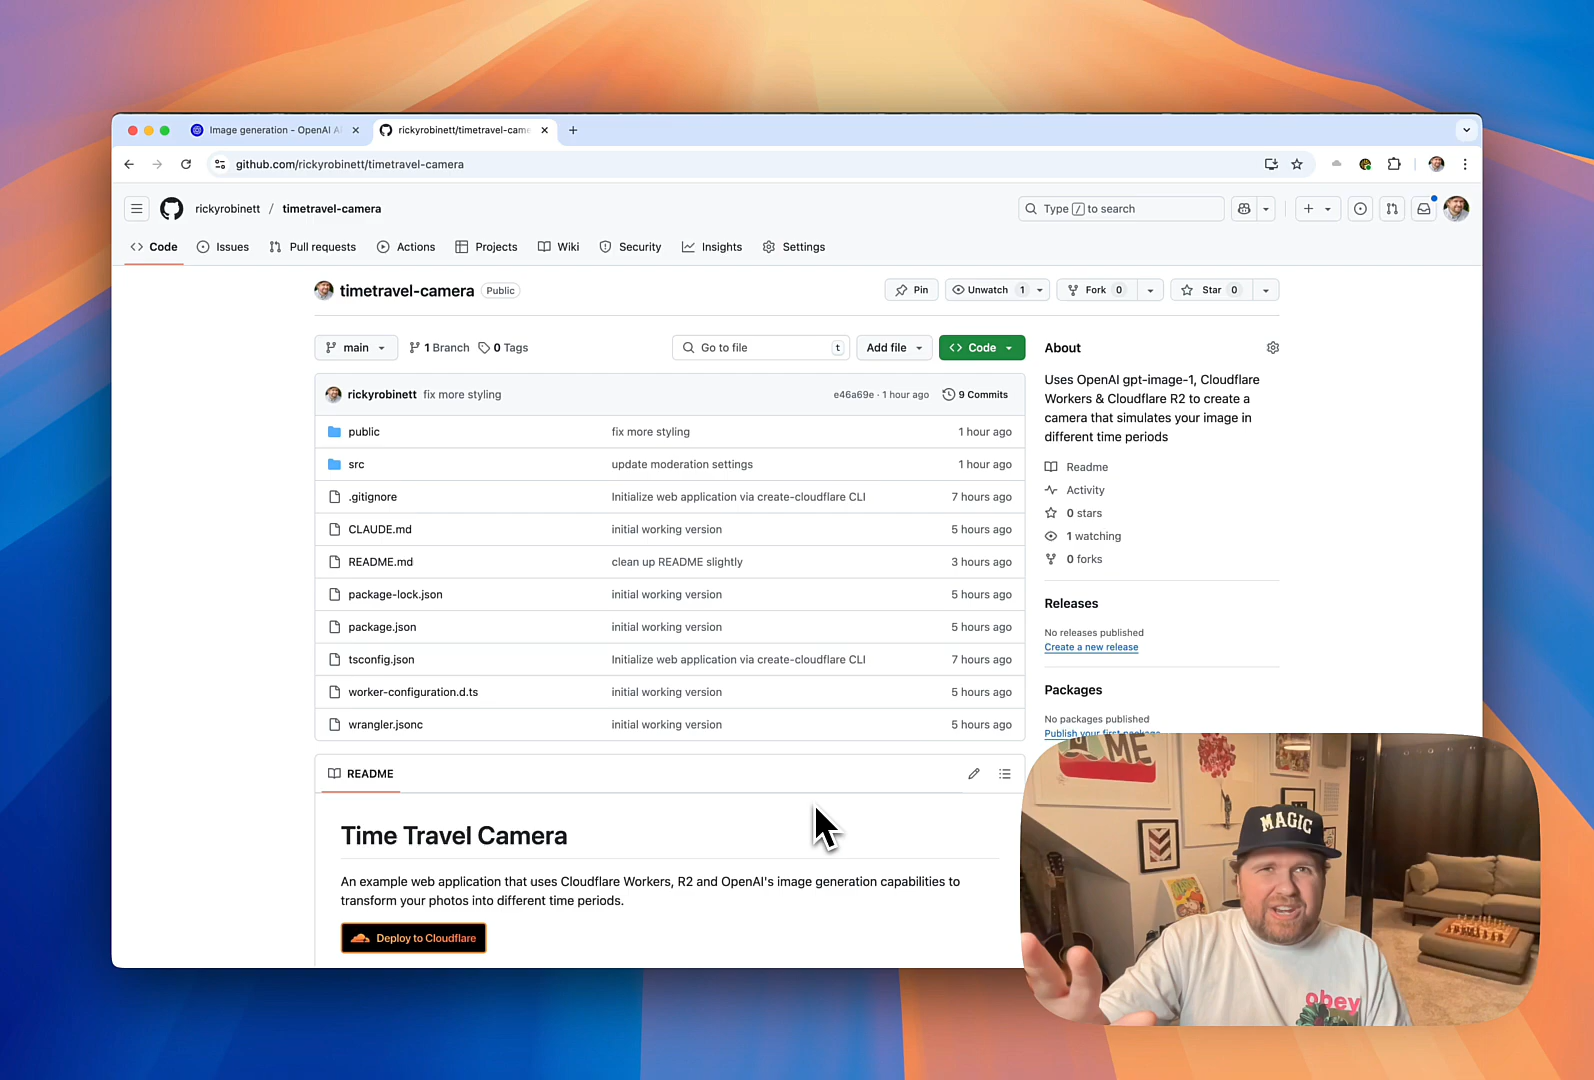 Image generation - OpenAI A
rickyrobinett/timetravel-came
github.com/rickyrobinett/timetravel-camera
rickyrobinett / timetravel-camera
Type / to search
Code
Issues
Pull requests
Actions
Projects
Wiki
Security
Insights
Settings
timetravel-camera Public
Pin
Unwatch 1
Fork 0
Star 0
main
1 Branch
0 Tags
Go to file t
Add file
Code
rickyrobinett fix more styling e46a69e · 1 hour ago 9 Commits
public fix more styling 1 hour ago
src update moderation settings 1 hour ago
.gitignore Initialize web application via create-cloudflare CLI 7 hours ago
CLAUDE.md initial working version 5 hours ago
README.md clean up README slightly 3 hours ago
package-lock.json initial working version 5 hours ago
package.json initial working version 5 hours ago
tsconfig.json Initialize web application via create-cloudflare CLI 7 hours ago
worker-configuration.d.ts initial working version 5 hours ago
wrangler.jsonc initial working version 5 hours ago
README
Time Travel Camera
An example web application that uses Cloudflare Workers, R2 and OpenAI's image generation capabilities to
transform your photos into different time periods.
Deploy to Cloudflare
About
Uses OpenAI gpt-image-1, Cloudflare
Workers & Cloudflare R2 to create a
camera that simulates your image in
different time periods
Readme
Activity
0 stars
1 watching
0 forks
Releases
No releases published
Create a new release
Packages
No packages published
Publish your first package
ME
MAGIC
obey